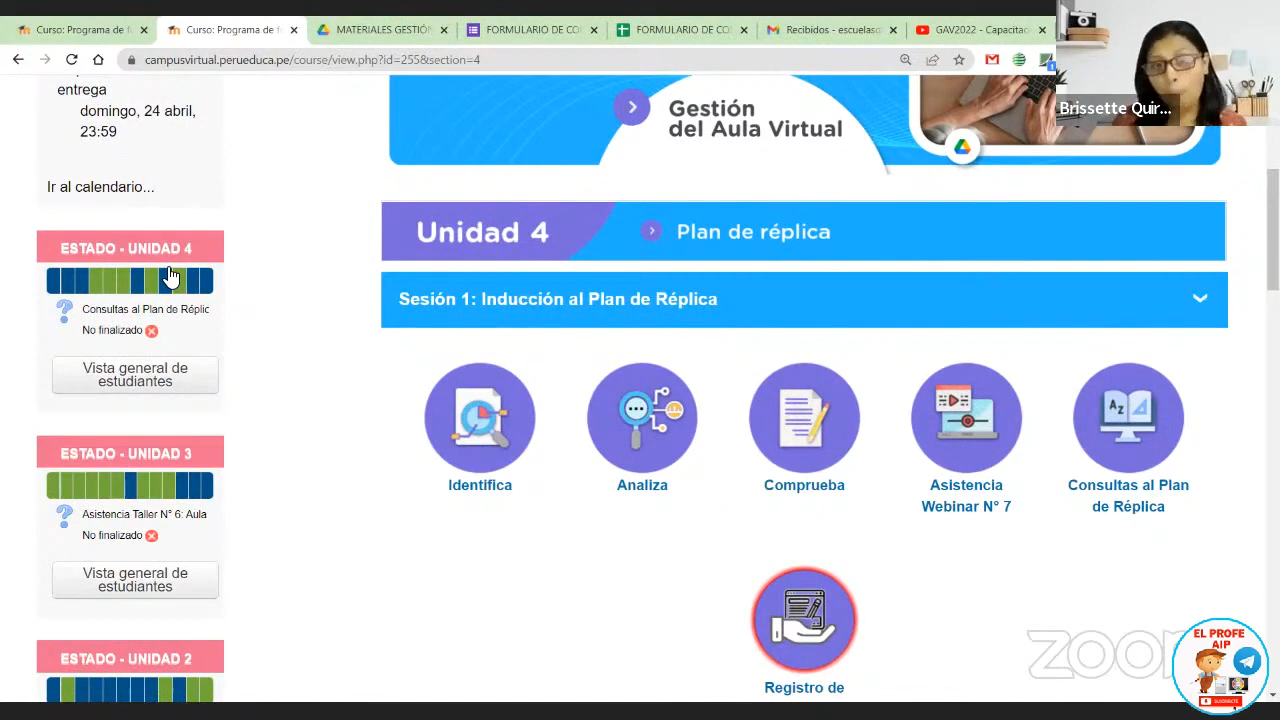 Curso: Programa de f
Curso: Programa de f
MATERIALES GESTIÓN
FORMULARIO DE CO
FORMULARIO DE CO
Recibidos - escuelas
GAV2022 - Capacitac
campusvirtual.perueduca.pe/course/view.php?id=255&section=4
Brissette Quir...
entrega
domingo, 24 abril,
23:59
Ir al calendario...
ESTADO - UNIDAD 4
Consultas al Plan de Réplic
No finalizado
Vista general de
estudiantes
ESTADO - UNIDAD 3
Asistencia Taller N° 6: Aula
No finalizado
Vista general de
estudiantes
ESTADO - UNIDAD 2
Gestión
del Aula Virtual
Unidad 4
Plan de réplica
Sesión 1: Inducción al Plan de Réplica
Identifica
Analiza
Comprueba
Asistencia
Webinar N° 7
Consultas al Plan
de Réplica
Registro de
zoom
EL PROFE
AIP